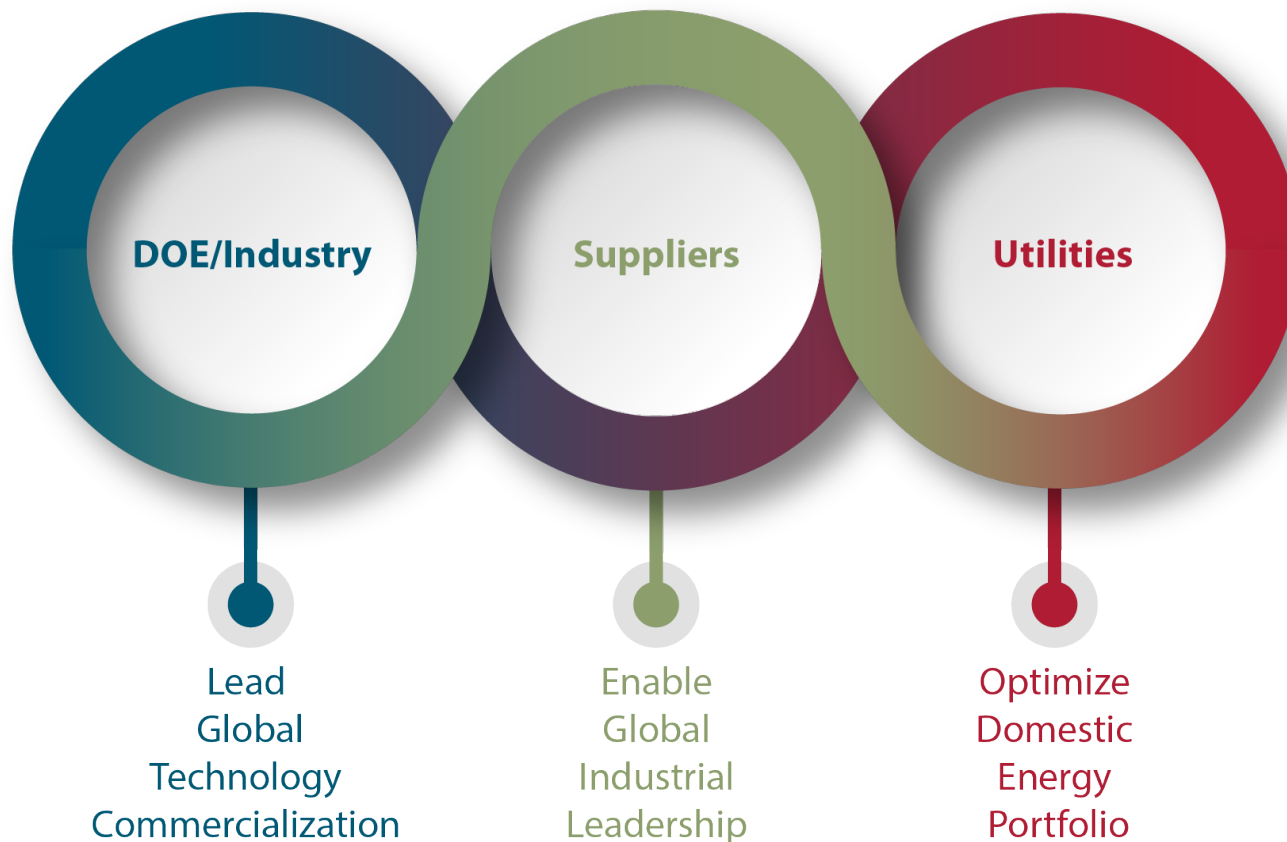 DOE/Industry
Suppliers
Utilities
Lead
Global
Technology
Commercialization
Enable
Global
Industrial
Leadership
Optimize
Domestic
Energy
Portfolio